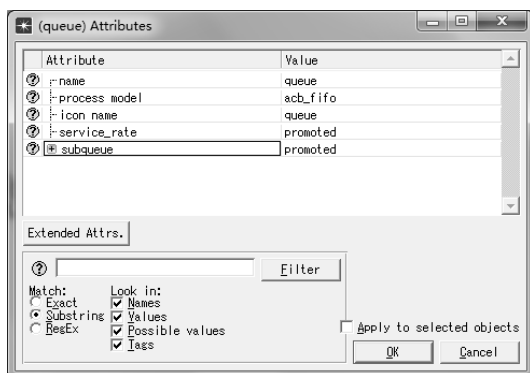 (queue) Attributes
Attribute Value
name queue
process model acb_fifo
icon name queue
service_rate promoted
subqueue promoted
Extended Attrs.
Filter
Match: Look in:
Exact Names
Substring Values
RegEx Possible values
Tags
Apply to selected objects
OK Cancel